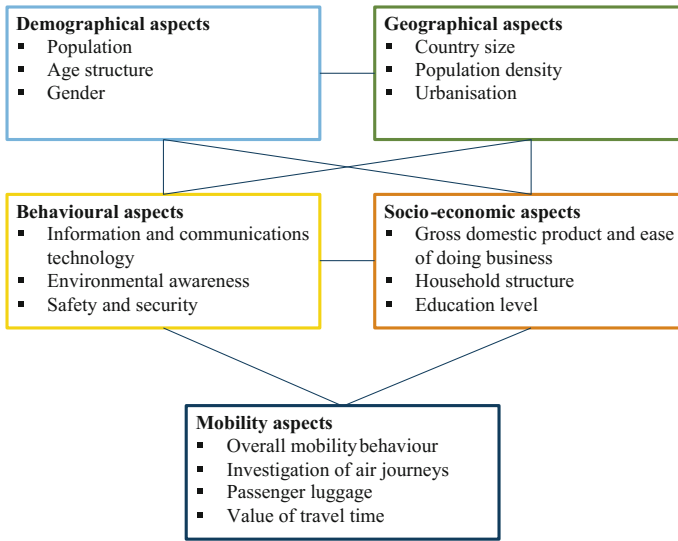 Demographical aspects
▪ Population
▪ Age structure
▪ Gender
Geographical aspects
▪ Country size
▪ Population density
▪ Urbanisation
Behavioural aspects
▪ Information and communications
technology
▪ Environmental awareness
▪ Safety and security
Socio-economic aspects
▪ Gross domestic product and ease
of doing business
▪ Household structure
▪ Education level
Mobility aspects
▪ Overall mobility behaviour
▪ Investigation of air journeys
▪ Passenger luggage
▪ Value of travel time